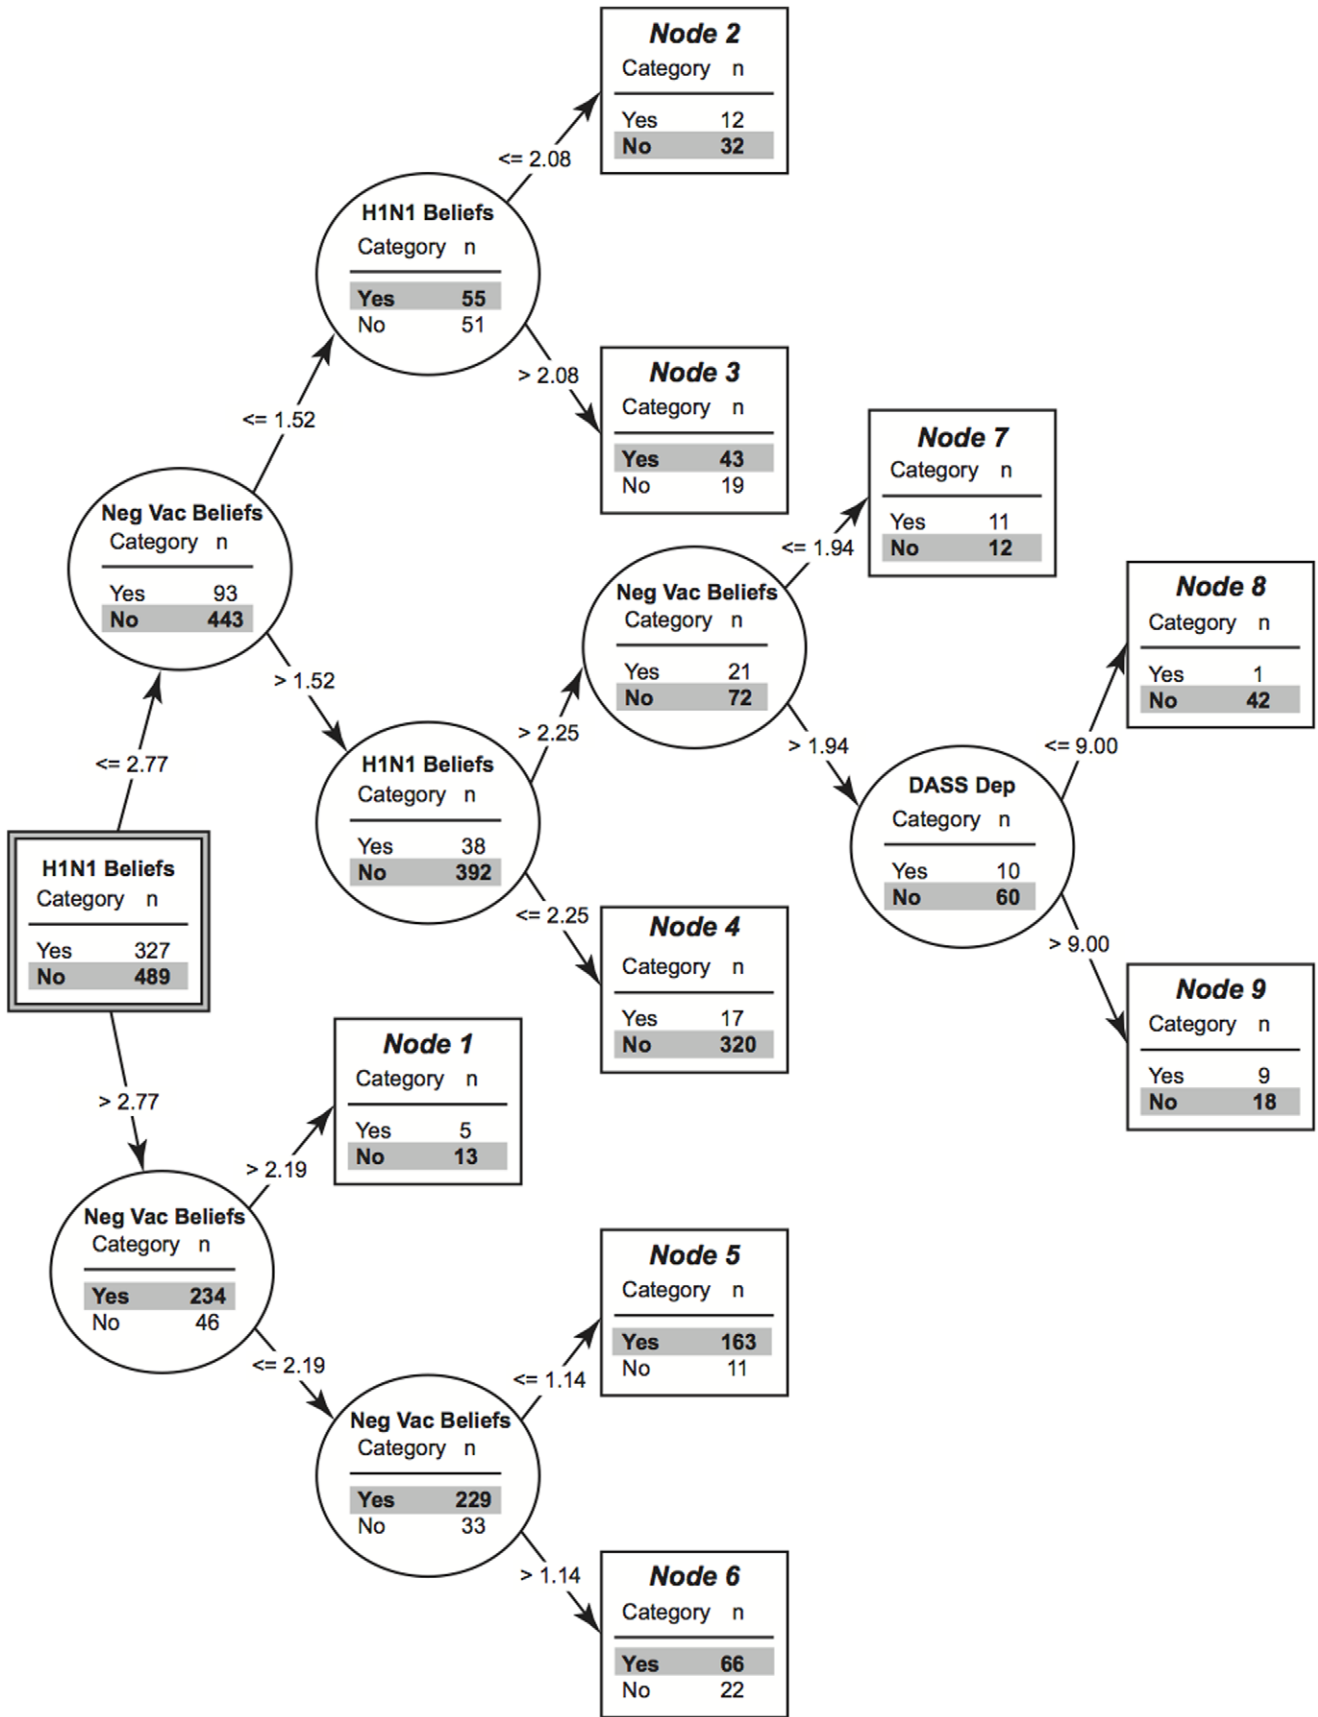 Node 2
Category n
Yes 12
No 32
<= 2.08
H1N1 Beliefs
Category n
Yes 55
No 51
> 2.08
Node 3
Category n
Yes 43
No 19
<= 1.52
Neg Vac Beliefs
Category n
Yes 93
No 443
> 1.52
<= 2.77
H1N1 Beliefs
Category n
Yes 38
No 392
> 2.25
Neg Vac Beliefs
Category n
Yes 21
No 72
<= 1.94
Node 7
Category n
Yes 11
No 12
> 1.94
DASS Dep
Category n
Yes 10
No 60
<= 9.00
Node 8
Category n
Yes 1
No 42
> 9.00
Node 9
Category n
Yes 9
No 18
<= 2.25
Node 4
Category n
Yes 17
No 320
H1N1 Beliefs
Category n
Yes 327
No 489
> 2.77
Neg Vac Beliefs
Category n
Yes 234
No 46
> 2.19
Node 1
Category n
Yes 5
No 13
<= 2.19
Neg Vac Beliefs
Category n
Yes 229
No 33
<= 1.14
Node 5
Category n
Yes 163
No 11
> 1.14
Node 6
Category n
Yes 66
No 22